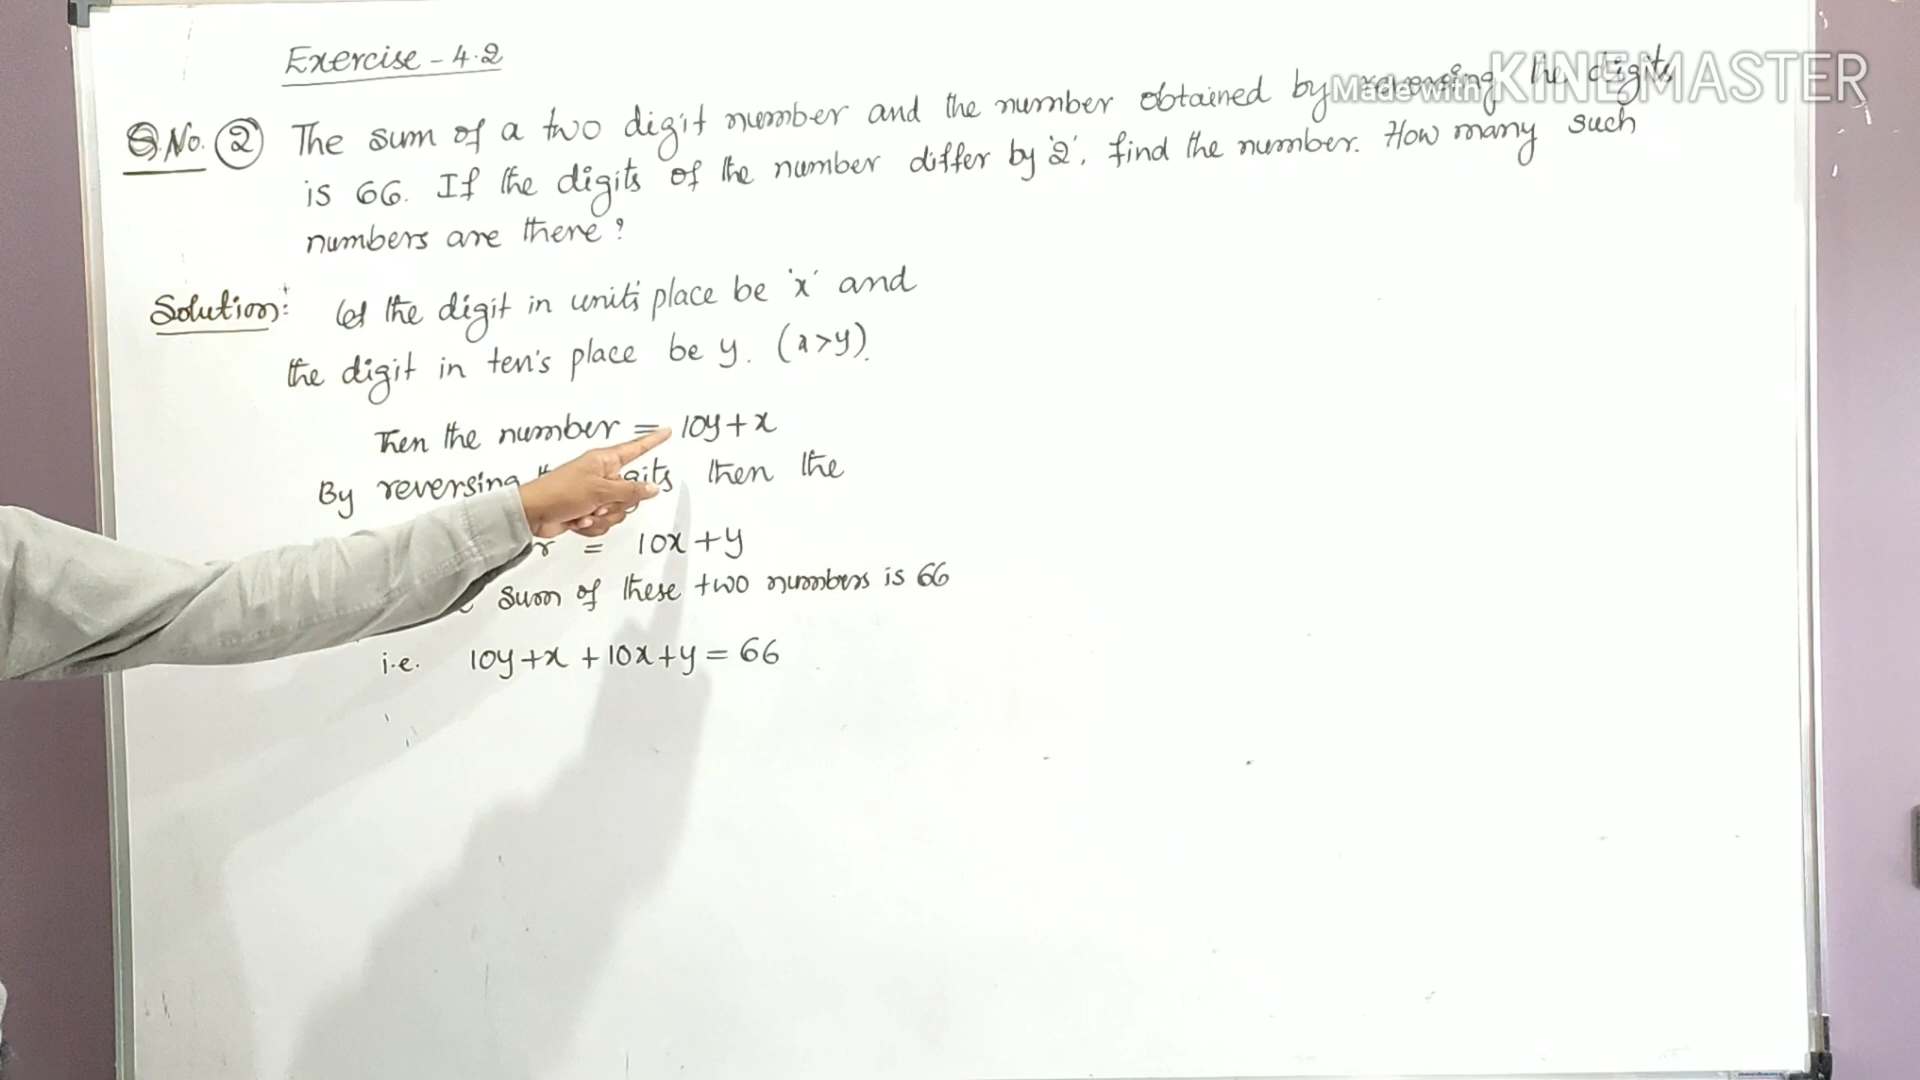 Exercise - 4.2
Q.No. 2 The sum of a two digit number and the number obtained by reversing the digits
Made with KINEMASTER
is 66. If the digits of the number differ by '2', find the number. How many such
numbers are there?
Solution: Let the digit in unit's place be 'x' and
the digit in ten's place be y. (x>y).
Then the number = 10y+x
By reversing the digits then the
= 10x+y
sum of these two numbers is 66
i.e. 10y+x+10x+y=66